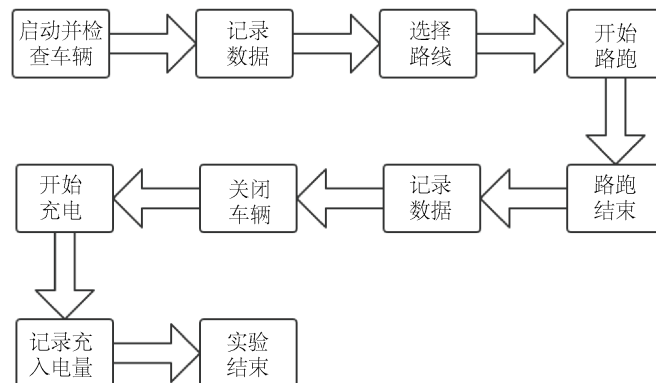 启动并检
查车辆
记录
数据
选择
路线
开始
路跑
路跑
结束
记录
数据
关闭
车辆
开始
充电
记录充
入电量
实验
结束